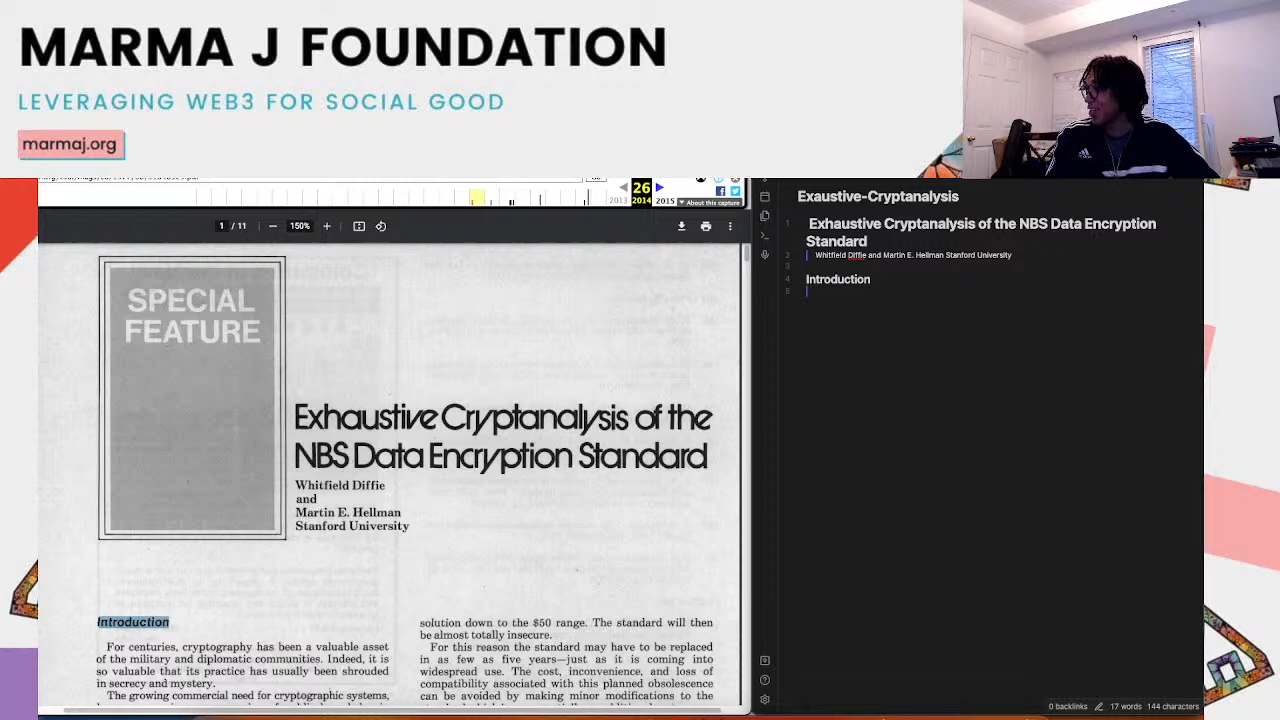 MARMA J FOUNDATION
LEVERAGING WEB3 FOR SOCIAL GOOD
marmaj.org
26
2013 2014 2015
About this capture
1 / 11
150%
SPECIAL
FEATURE
Exhaustive Cryptanalysis of the
NBS Data Encryption Standard
Whitfield Diffie
and
Martin E. Hellman
Stanford University
Introduction
For centuries, cryptography has been a valuable asset
of the military and diplomatic communities. Indeed, it is
so valuable that its practice has usually been shrouded
in secrecy and mystery.
The growing commercial need for cryptographic systems,
solution down to the $50 range. The standard will then
be almost totally insecure.
For this reason the standard may have to be replaced
in as few as five years—just as it is coming into
widespread use. The cost, inconvenience, and loss of
compatibility associated with this planned obsolescence
can be avoided by making minor modifications to the
Exaustive-Cryptanalysis
1 Exhaustive Cryptanalysis of the NBS Data Encryption
Standard
2 Whitfield Diffie and Martin E. Hellman Stanford University
3
4 Introduction
5
0 backlinks 17 words 144 characters